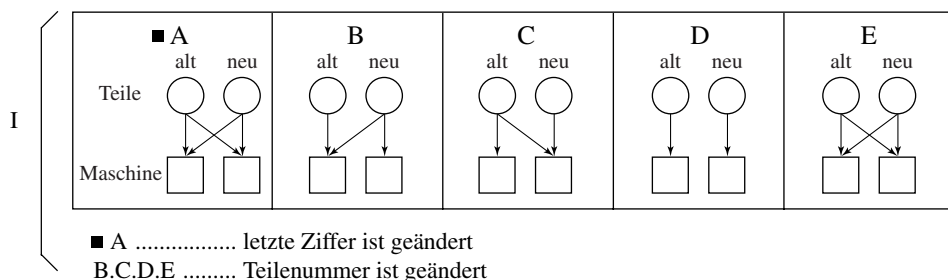 ■ A B C D E
alt neu alt neu alt neu alt neu alt neu
Teile
I
Maschine
■ A ................. letzte Ziffer ist geändert
B.C.D.E ......... Teilenummer ist geändert